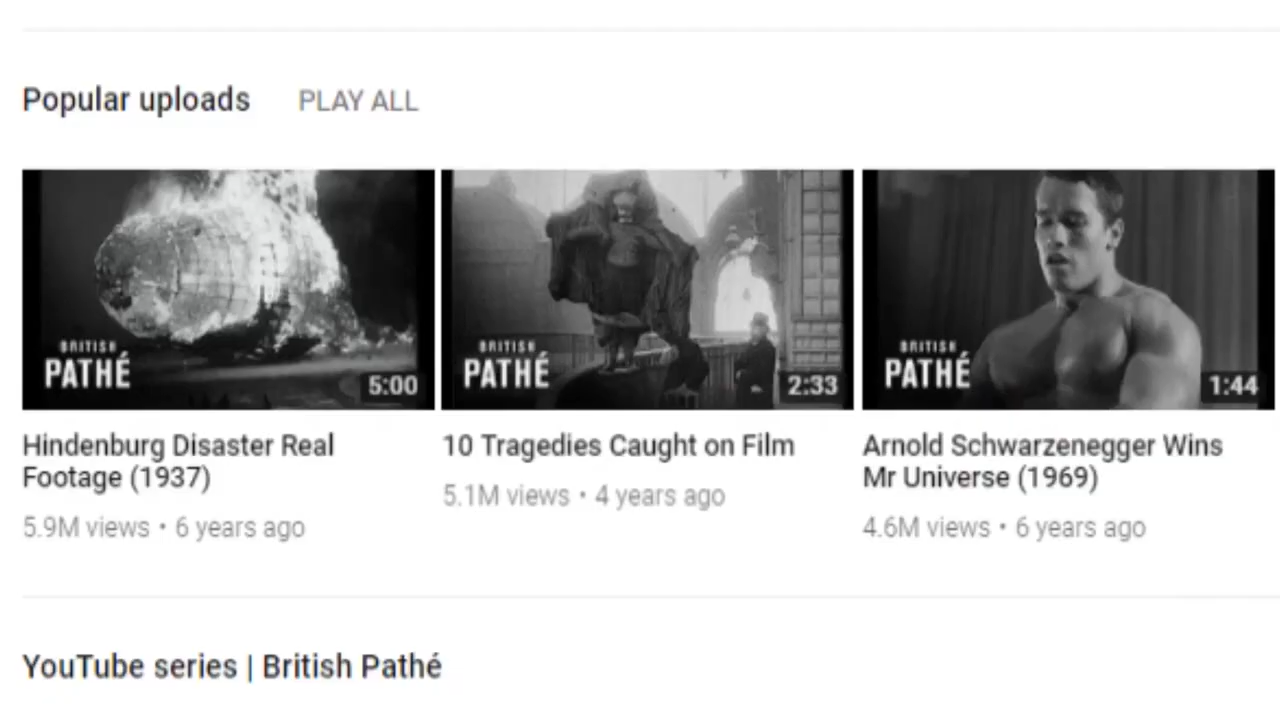 Popular uploads PLAY ALL
BRITISH
PATHÉ
5:00
BRITISH
PATHÉ
2:33
BRITISH
PATHÉ
1:44
Hindenburg Disaster Real
Footage (1937)
5.9M views • 6 years ago
10 Tragedies Caught on Film
5.1M views • 4 years ago
Arnold Schwarzenegger Wins
Mr Universe (1969)
4.6M views • 6 years ago
YouTube series | British Pathé